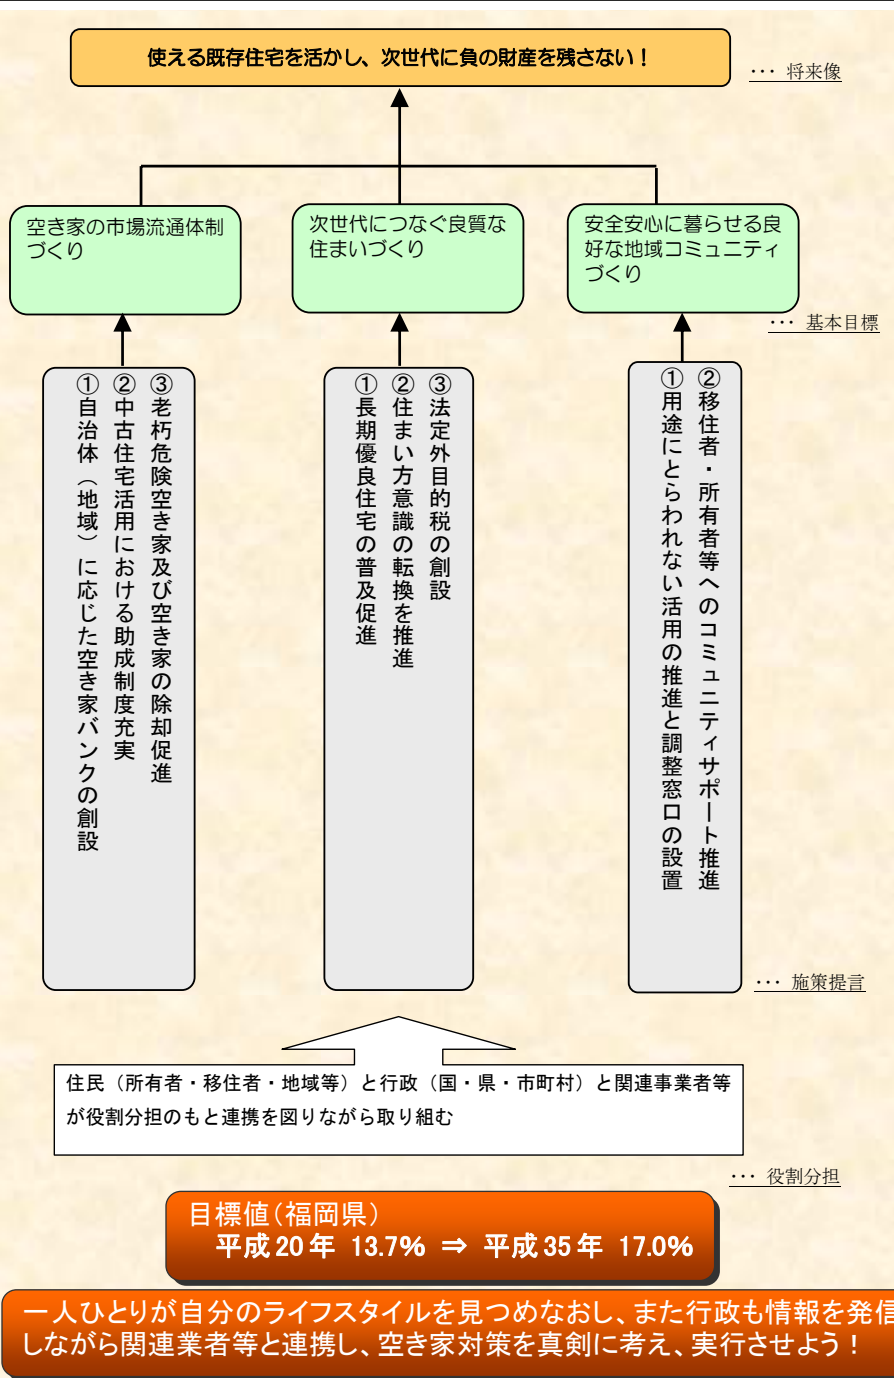 使える既存住宅を活かし、次世代に負の財産を残さない！
･･･ 将来像
空き家の市場流通体制
づくり
次世代につなぐ良質な
住まいづくり
安全安心に暮らせる良
好な地域コミュニティ
づくり
･･･ 基本目標
①自治体（地域）に応じた空き家バンクの創設
②中古住宅活用における助成制度充実
③老朽危険空き家及び空き家の除却促進
①長期優良住宅の普及促進
②住まい方意識の転換を推進
③法定外目的税の創設
①用途にとらわれない活用の推進と調整窓口の設置
②移住者・所有者等へのコミュニティサポート推進
･･･ 施策提言
住民（所有者・移住者・地域等）と行政（国・県・市町村）と関連事業者等
が役割分担のもと連携を図りながら取り組む
･･･ 役割分担
目標値（福岡県）
平成20年 13.7% ⇒ 平成35年 17.0%
一人ひとりが自分のライフスタイルを見つめなおし、また行政も情報を発信
しながら関連業者等と連携し、空き家対策を真剣に考え、実行させよう！